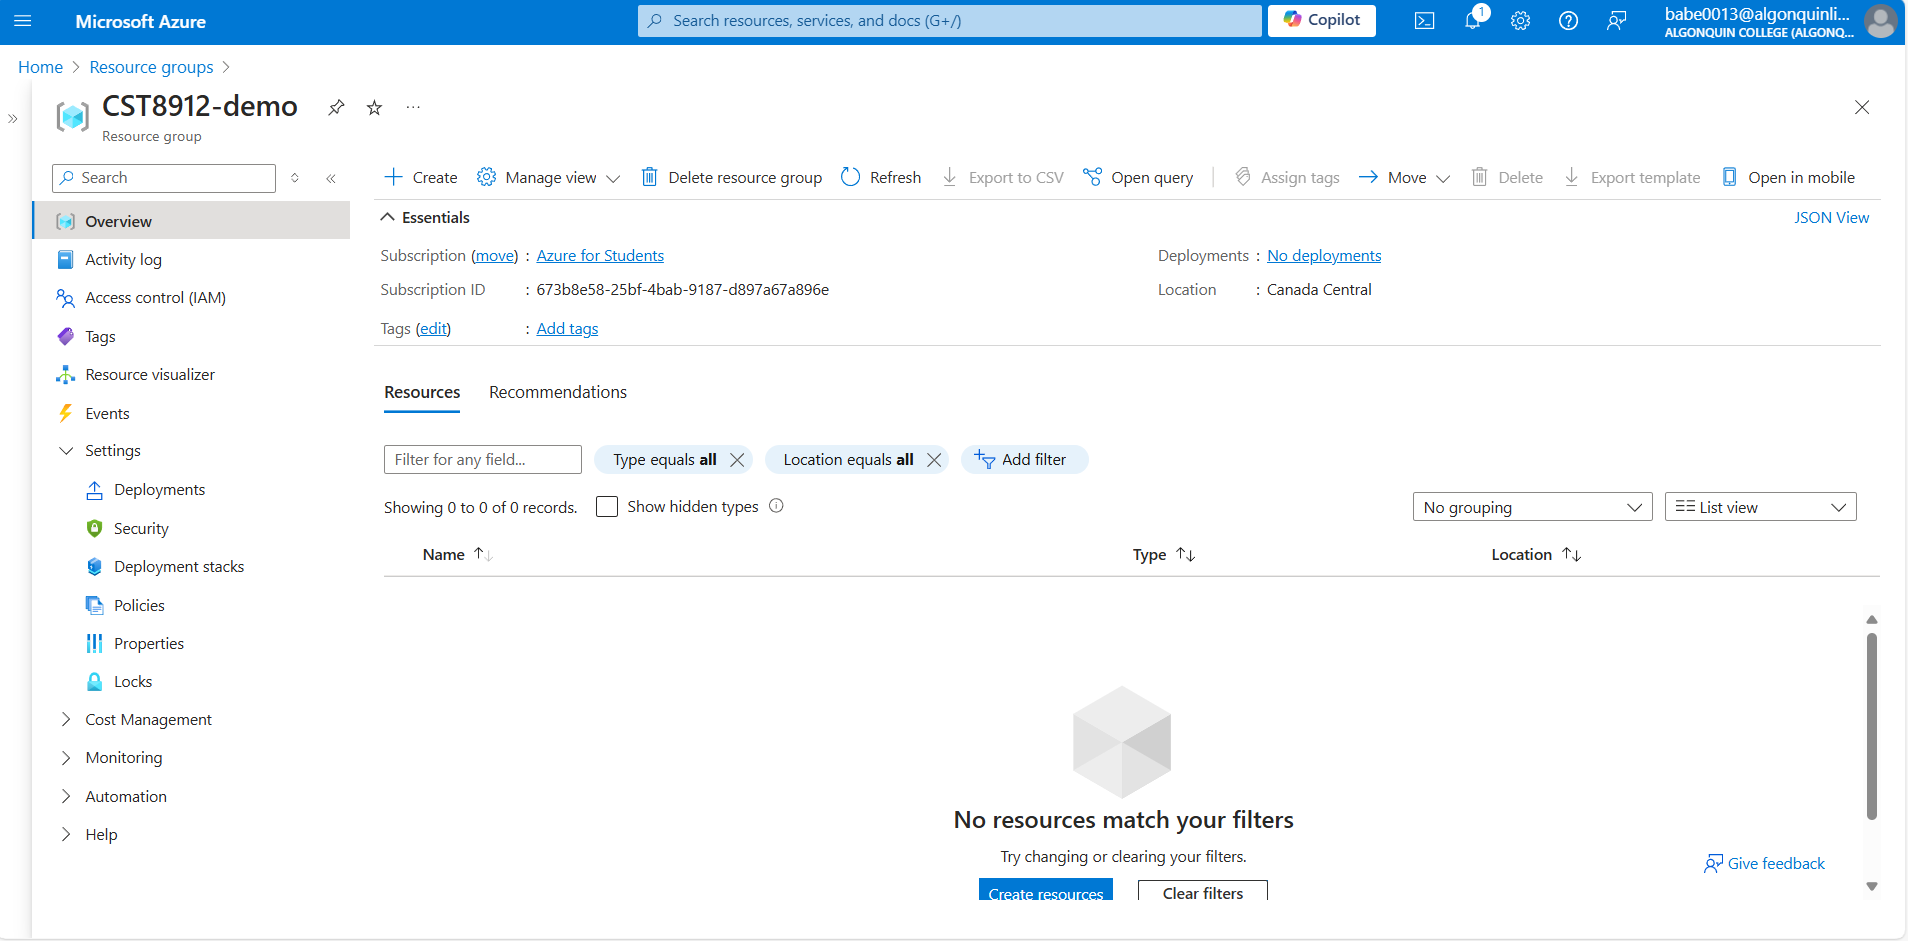 Microsoft Azure
Search resources, services, and docs (G+/)
Copilot
1
babe0013@algonquinli...
ALGONQUIN COLLEGE (ALGONQ...
Home > Resource groups >
CST8912-demo
Resource group
Search
Create
Manage view
Delete resource group
Refresh
Export to CSV
Open query
Assign tags
Move
Delete
Export template
Open in mobile
Overview
Activity log
Access control (IAM)
Tags
Resource visualizer
Events
Settings
Deployments
Security
Deployment stacks
Policies
Properties
Locks
Cost Management
Monitoring
Automation
Help
Essentials
JSON View
Subscription (move) : Azure for Students
Deployments : No deployments
Subscription ID : 673b8e58-25bf-4bab-9187-d897a67a896e
Location : Canada Central
Tags (edit) : Add tags
Resources
Recommendations
Filter for any field...
Type equals all
Location equals all
Add filter
Showing 0 to 0 of 0 records.
Show hidden types
No grouping
List view
Name
Type
Location
No resources match your filters
Try changing or clearing your filters.
Create resources
Clear filters
Give feedback